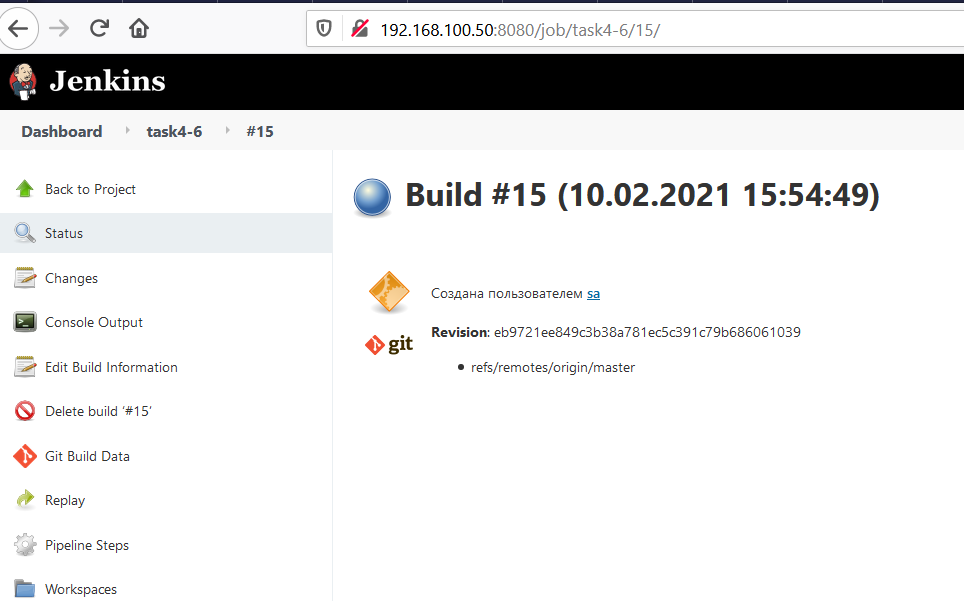 192.168.100.50:8080/job/task4-6/15/
Jenkins
Dashboard task4-6 #15
Back to Project
Status
Changes
Console Output
Edit Build Information
Delete build ‘#15’
Git Build Data
Replay
Pipeline Steps
Workspaces
Build #15 (10.02.2021 15:54:49)
Создана пользователем sa
git
Revision: eb9721ee849c3b38a781ec5c391c79b686061039
refs/remotes/origin/master